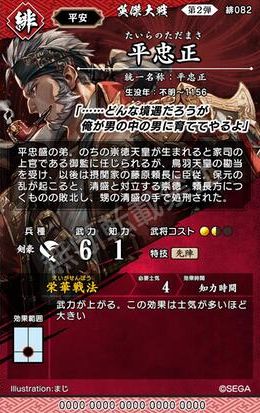 緋
平安
英傑大戦
第2弾
緋082
たいらのただまさ
平忠正
統一名称：平忠正
生没年：不明～1156
「……どんな境遇だろうが
俺が男の中の男に育ててやるよ」
平忠盛の弟。のちの崇徳天皇が生まれると家司の
上官である御監に任じられるが、鳥羽天皇の勘当
を受け、以後は摂関家の藤原頼長に臣従。保元の
乱が起こると、清盛と対立する崇徳・頼長方につ
くものの敗北し、甥の清盛の手で処刑された。
兵種 武力 知力 武将コスト
剣豪 6 1 特技 先陣
えいがせんぽう
栄華戦法 必要士気 4 効果時間 知力時間
効果範囲
武力が上がる。この効果は士気が多いほど
大きい
Illustration:まじ ©SEGA
0000-0000-0000-0000-0000